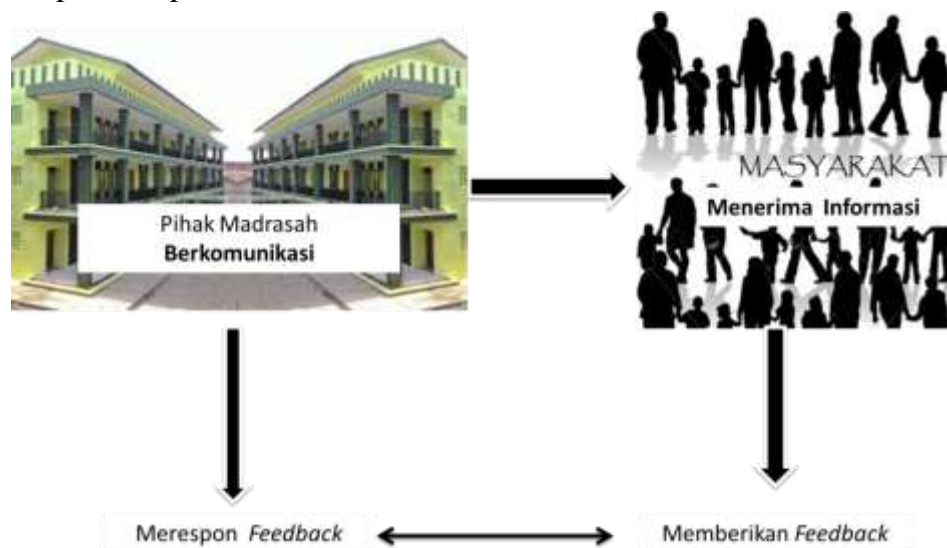 Pihak Madrasah
Berkomunikasi
MASYARAKAT
Menerima Informasi
Merespon Feedback
Memberikan Feedback